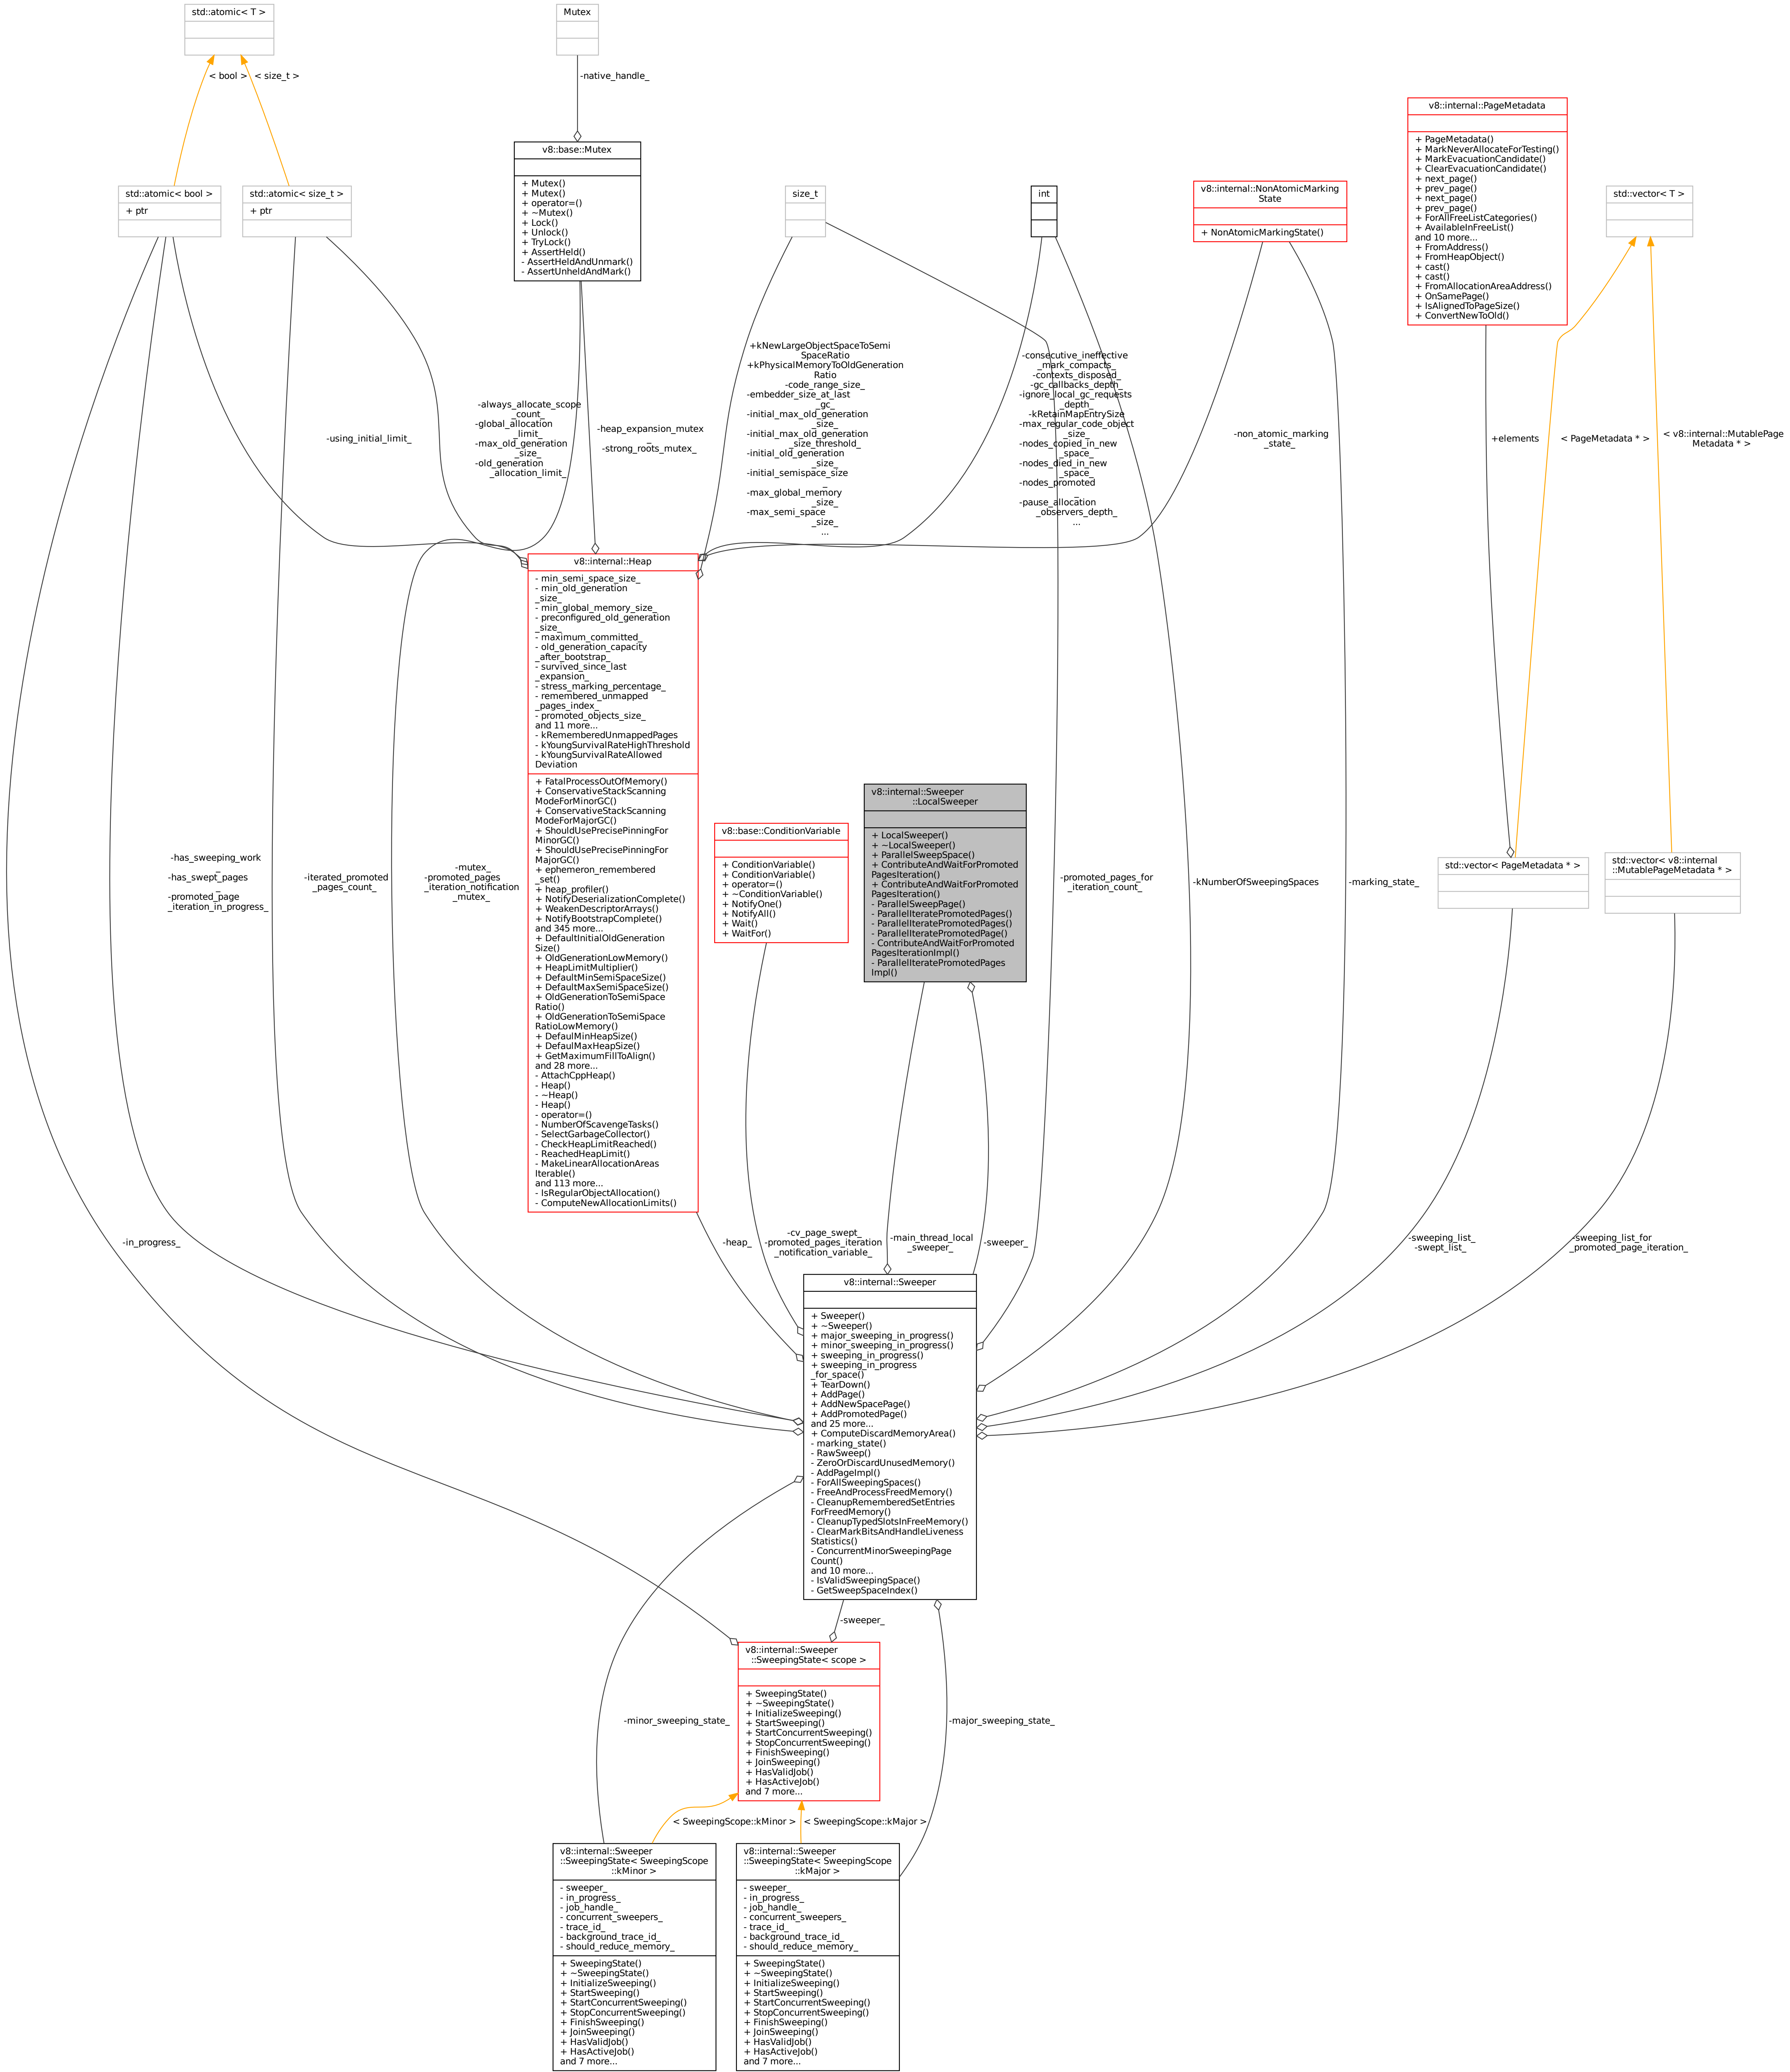 std::atomic< T >
Mutex
< bool >
< size_t >
-native_handle_
v8::internal::PageMetadata
+ PageMetadata()
+ MarkNeverAllocateForTesting()
+ MarkEvacuationCandidate()
+ ClearEvacuationCandidate()
+ next_page()
+ prev_page()
+ next_page()
+ prev_page()
+ ForAllFreeListCategories()
+ AvailableInFreeList()
and 10 more...
+ FromAddress()
+ FromHeapObject()
+ cast()
+ cast()
+ FromAllocationAreaAddress()
+ OnSamePage()
+ IsAlignedToPageSize()
+ ConvertNewToOld()
v8::base::Mutex
+ Mutex()
+ Mutex()
+ operator=()
+ ~Mutex()
+ Lock()
+ Unlock()
+ TryLock()
+ AssertHeld()
- AssertHeldAndUnmark()
- AssertUnheldAndMark()
std::atomic< bool >
+ ptr
std::atomic< size_t >
+ ptr
size_t
int
v8::internal::NonAtomicMarking
State
+ NonAtomicMarkingState()
std::vector< T >
-using_initial_limit_
-always_allocate_scope
_count_
-global_allocation
_limit_
-max_old_generation
_size_
-old_generation
_allocation_limit_
-heap_expansion_mutex
_
-strong_roots_mutex_
+kNewLargeObjectSpaceToSemi
SpaceRatio
+kPhysicalMemoryToOldGeneration
Ratio
-code_range_size_
-embedder_size_at_last
_gc_
-initial_max_old_generation
_size_
-initial_max_old_generation
_size_threshold_
-initial_old_generation
_size_
-initial_semispace_size
_
-max_global_memory
_size_
-max_semi_space
_size_
...
-consecutive_ineffective
_mark_compacts_
-contexts_disposed_
-gc_callbacks_depth_
-ignore_local_gc_requests
_depth_
-kRetainMapEntrySize
-max_regular_code_object
_size_
-nodes_copied_in_new
_space_
-nodes_died_in_new
_space_
-nodes_promoted
_
-pause_allocation
_observers_depth_
...
-non_atomic_marking
_state_
+elements
< PageMetadata * >
< v8::internal::MutablePage
Metadata * >
v8::internal::Heap
- min_semi_space_size_
- min_old_generation
_size_
- min_global_memory_size_
- preconfigured_old_generation
_size_
- maximum_committed_
- old_generation_capacity
_after_bootstrap_
- survived_since_last
_expansion_
- stress_marking_percentage_
- remembered_unmapped
_pages_index_
- promoted_objects_size_
and 11 more...
- kRememberedUnmappedPages
- kYoungSurvivalRateHighThreshold
- kYoungSurvivalRateAllowed
Deviation
+ FatalProcessOutOfMemory()
+ ConservativeStackScanning
ModeForMinorGC()
+ ConservativeStackScanning
ModeForMajorGC()
+ ShouldUsePrecisePinningFor
MinorGC()
+ ShouldUsePrecisePinningFor
MajorGC()
+ ephemeron_remembered
_set()
+ heap_profiler()
+ NotifyDeserializationComplete()
+ WeakenDescriptorArrays()
+ NotifyBootstrapComplete()
and 345 more...
+ DefaultInitialOldGeneration
Size()
+ OldGenerationLowMemory()
+ HeapLimitMultiplier()
+ DefaultMinSemiSpaceSize()
+ DefaultMaxSemiSpaceSize()
+ OldGenerationToSemiSpace
Ratio()
+ OldGenerationToSemiSpace
RatioLowMemory()
+ DefaulMinHeapSize()
+ DefaulMaxHeapSize()
+ GetMaximumFillToAlign()
and 28 more...
- AttachCppHeap()
- Heap()
- ~Heap()
- Heap()
- operator=()
- NumberOfScavengeTasks()
- SelectGarbageCollector()
- CheckHeapLimitReached()
- ReachedHeapLimit()
- MakeLinearAllocationAreas
Iterable()
and 113 more...
- IsRegularObjectAllocation()
- ComputeNewAllocationLimits()
v8::base::ConditionVariable
+ ConditionVariable()
+ ConditionVariable()
+ operator=()
+ ~ConditionVariable()
+ NotifyOne()
+ NotifyAll()
+ Wait()
+ WaitFor()
v8::internal::Sweeper
::LocalSweeper
+ LocalSweeper()
+ ~LocalSweeper()
+ ParallelSweepSpace()
+ ContributeAndWaitForPromoted
PagesIteration()
+ ContributeAndWaitForPromoted
PagesIteration()
- ParallelSweepPage()
- ParallelIteratePromotedPages()
- ParallelIteratePromotedPages()
- ParallelIteratePromotedPage()
- ContributeAndWaitForPromoted
PagesIterationImpl()
- ParallelIteratePromotedPages
Impl()
-has_sweeping_work
_
-has_swept_pages
_
-promoted_page
_iteration_in_progress_
-iterated_promoted
_pages_count_
-mutex_
-promoted_pages
_iteration_notification
_mutex_
-promoted_pages_for
_iteration_count_
-kNumberOfSweepingSpaces
-marking_state_
std::vector< PageMetadata * >
std::vector< v8::internal
::MutablePageMetadata * >
-in_progress_
-heap_
-cv_page_swept_
-promoted_pages_iteration
_notification_variable_
-main_thread_local
_sweeper_
-sweeper_
-sweeping_list_
-swept_list_
-sweeping_list_for
_promoted_page_iteration_
v8::internal::Sweeper
+ Sweeper()
+ ~Sweeper()
+ major_sweeping_in_progress()
+ minor_sweeping_in_progress()
+ sweeping_in_progress()
+ sweeping_in_progress
_for_space()
+ TearDown()
+ AddPage()
+ AddNewSpacePage()
+ AddPromotedPage()
and 25 more...
+ ComputeDiscardMemoryArea()
- marking_state()
- RawSweep()
- ZeroOrDiscardUnusedMemory()
- AddPageImpl()
- ForAllSweepingSpaces()
- FreeAndProcessFreedMemory()
- CleanupRememberedSetEntries
ForFreedMemory()
- CleanupTypedSlotsInFreeMemory()
- ClearMarkBitsAndHandleLiveness
Statistics()
- ConcurrentMinorSweepingPage
Count()
and 10 more...
- IsValidSweepingSpace()
- GetSweepSpaceIndex()
-sweeper_
v8::internal::Sweeper
::SweepingState< scope >
+ SweepingState()
+ ~SweepingState()
+ InitializeSweeping()
+ StartSweeping()
+ StartConcurrentSweeping()
+ StopConcurrentSweeping()
+ FinishSweeping()
+ JoinSweeping()
+ HasValidJob()
+ HasActiveJob()
and 7 more...
-minor_sweeping_state_
-major_sweeping_state_
< SweepingScope::kMinor >
< SweepingScope::kMajor >
v8::internal::Sweeper
::SweepingState< SweepingScope
::kMinor >
- sweeper_
- in_progress_
- job_handle_
- concurrent_sweepers_
- trace_id_
- background_trace_id_
- should_reduce_memory_
+ SweepingState()
+ ~SweepingState()
+ InitializeSweeping()
+ StartSweeping()
+ StartConcurrentSweeping()
+ StopConcurrentSweeping()
+ FinishSweeping()
+ JoinSweeping()
+ HasValidJob()
+ HasActiveJob()
and 7 more...
v8::internal::Sweeper
::SweepingState< SweepingScope
::kMajor >
- sweeper_
- in_progress_
- job_handle_
- concurrent_sweepers_
- trace_id_
- background_trace_id_
- should_reduce_memory_
+ SweepingState()
+ ~SweepingState()
+ InitializeSweeping()
+ StartSweeping()
+ StartConcurrentSweeping()
+ StopConcurrentSweeping()
+ FinishSweeping()
+ JoinSweeping()
+ HasValidJob()
+ HasActiveJob()
and 7 more...